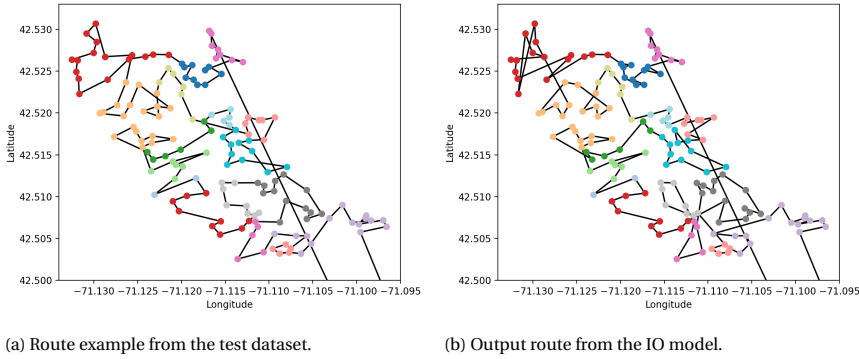 42.530
42.525
42.520
42.515
42.510
42.505
42.500
Latitude
−71.130 −71.125 −71.120 −71.115 −71.110 −71.105 −71.100 −71.095
Longitude
(a) Route example from the test dataset.
42.530
42.525
42.520
42.515
42.510
42.505
42.500
Latitude
−71.130 −71.125 −71.120 −71.115 −71.110 −71.105 −71.100 −71.095
Longitude
(b) Output route from the IO model.